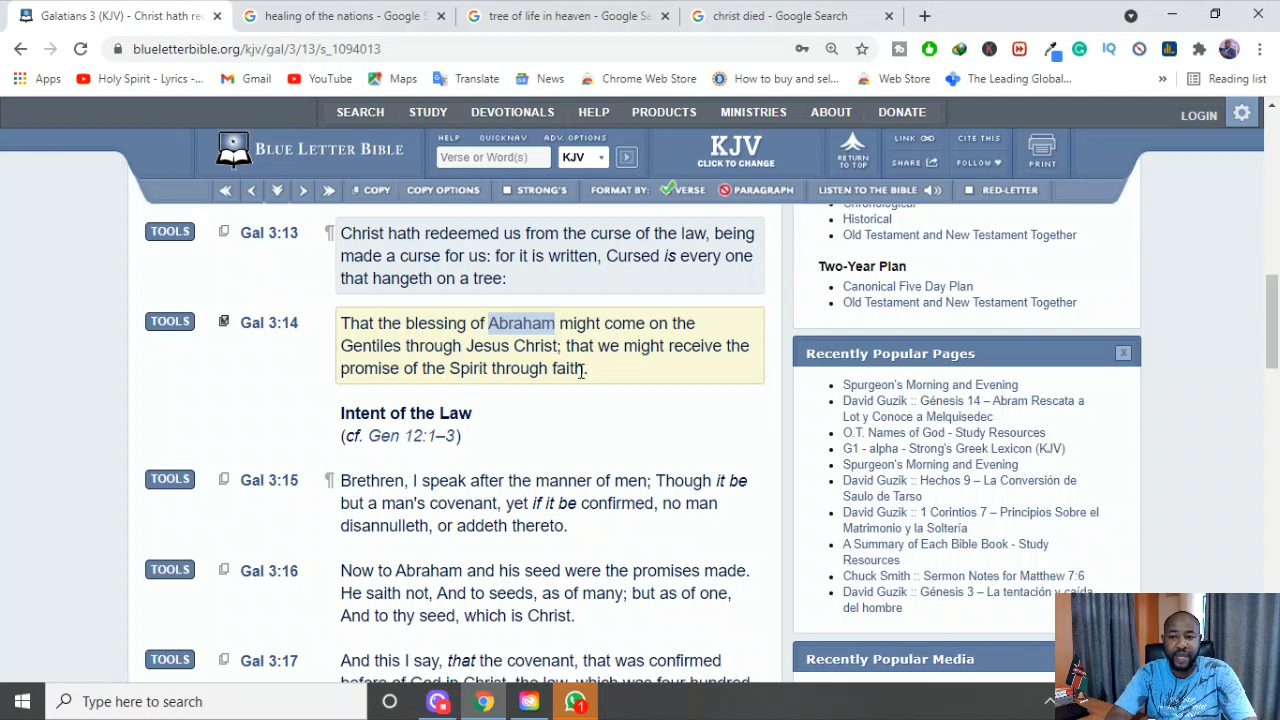 Galatians 3 (KJV) - Christ hath re
healing of the nations - Google S
tree of life in heaven - Google Se
christ died - Google Search
blueletterbible.org/kjv/gal/3/13/s_1094013
Apps
Holy Spirit - Lyrics -...
Gmail
YouTube
Maps
Translate
News
Chrome Web Store
How to buy and sel...
Web Store
The Leading Global...
Reading list
SEARCH STUDY DEVOTIONALS HELP PRODUCTS MINISTRIES ABOUT DONATE
LOGIN
BLUE LETTER BIBLE
HELP QUICKNAV ADV. OPTIONS
Verse or Word(s)
KJV
KJV
CLICK TO CHANGE
RETURN
TO TOP
LINK
CITE THIS
SHARE
FOLLOW
PRINT
COPY COPY OPTIONS STRONG'S FORMAT BY: VERSE PARAGRAPH LISTEN TO THE BIBLE RED-LETTER
TOOLS Gal 3:13 ¶ Christ hath redeemed us from the curse of the law, being
made a curse for us: for it is written, Cursed is every one
that hangeth on a tree:
TOOLS Gal 3:14 That the blessing of Abraham might come on the
Gentiles through Jesus Christ; that we might receive the
promise of the Spirit through faith.
Intent of the Law
(cf. Gen 12:1–3)
TOOLS Gal 3:15 ¶ Brethren, I speak after the manner of men; Though it be
but a man's covenant, yet if it be confirmed, no man
disannulleth, or addeth thereto.
TOOLS Gal 3:16 Now to Abraham and his seed were the promises made.
He saith not, And to seeds, as of many; but as of one,
And to thy seed, which is Christ.
TOOLS Gal 3:17 And this I say, that the covenant, that was confirmed
before of God in Christ, the law, which was four hundred
Chronological
Historical
Old Testament and New Testament Together
Two-Year Plan
Canonical Five Day Plan
Old Testament and New Testament Together
Recently Popular Pages
X
Spurgeon's Morning and Evening
David Guzik :: Génesis 14 – Abram Rescata a
Lot y Conoce a Melquisedec
O.T. Names of God - Study Resources
G1 - alpha - Strong's Greek Lexicon (KJV)
Spurgeon's Morning and Evening
David Guzik :: Hechos 9 – La Conversión de
Saulo de Tarso
David Guzik :: 1 Corintios 7 – Principios Sobre el
Matrimonio y la Soltería
A Summary of Each Bible Book - Study
Resources
Chuck Smith :: Sermon Notes for Matthew 7:6
David Guzik :: Génesis 3 – La tentación y caída
del hombre
Recently Popular Media
Type here to search
1